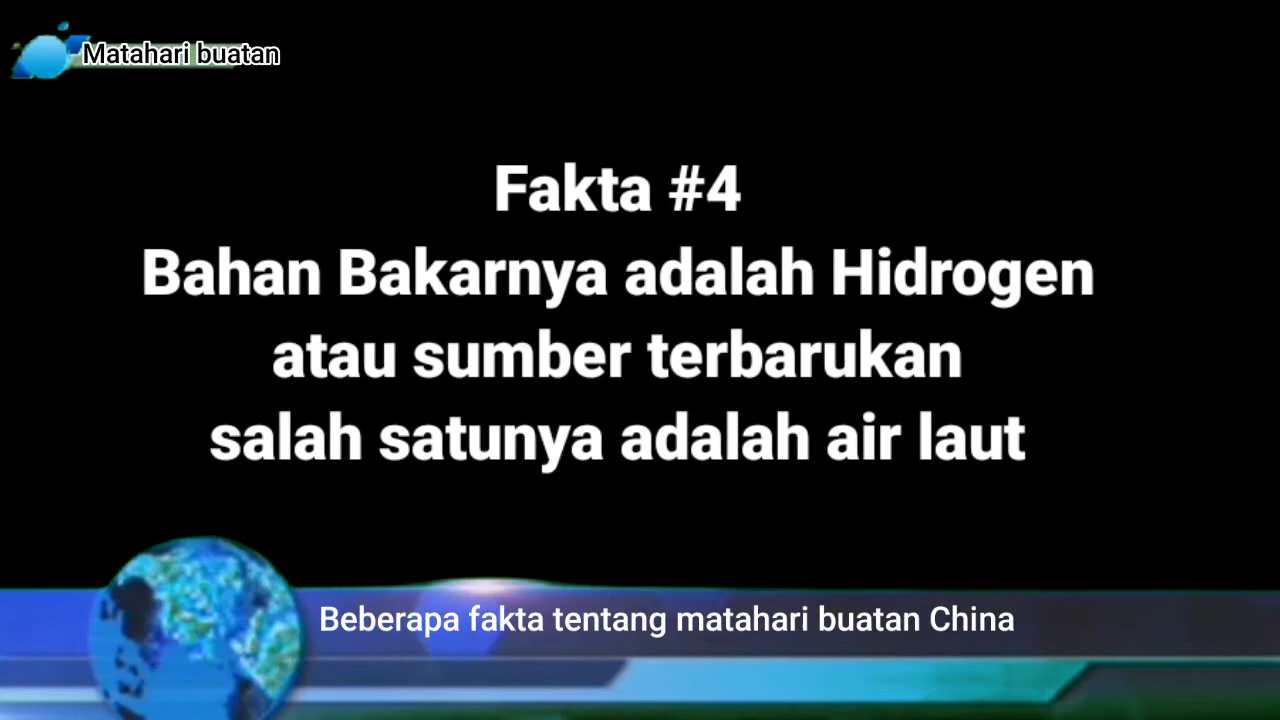 Matahari buatan
Fakta #4
Bahan Bakarnya adalah Hidrogen
atau sumber terbarukan
salah satunya adalah air laut
Beberapa fakta tentang matahari buatan China